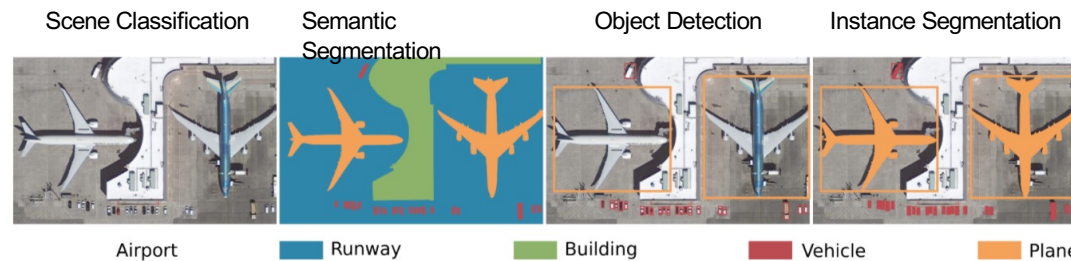 Scene Classification
Semantic
Segmentation
Object Detection
Instance Segmentation
Airport
Runway
Building
Vehicle
Plane